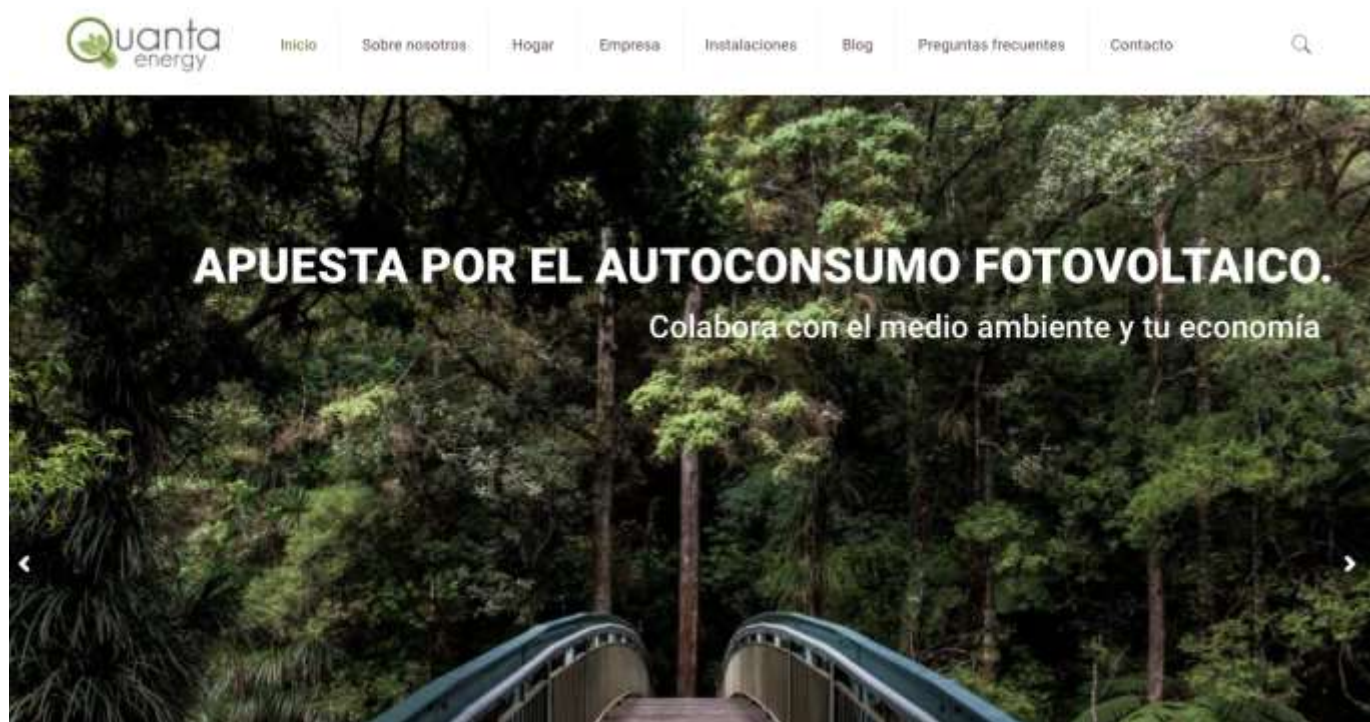 Quanta
energy
Inicio Sobre nosotros Hogar Empresa Instalaciones Blog Preguntas frecuentes Contacto
APUESTA POR EL AUTOCONSUMO FOTOVOLTAICO.
Colabora con el medio ambiente y tu economía